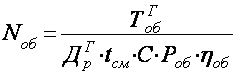 N_об = T_об^Г / (Д_р^Г · t_см · C · P_об · η_об)